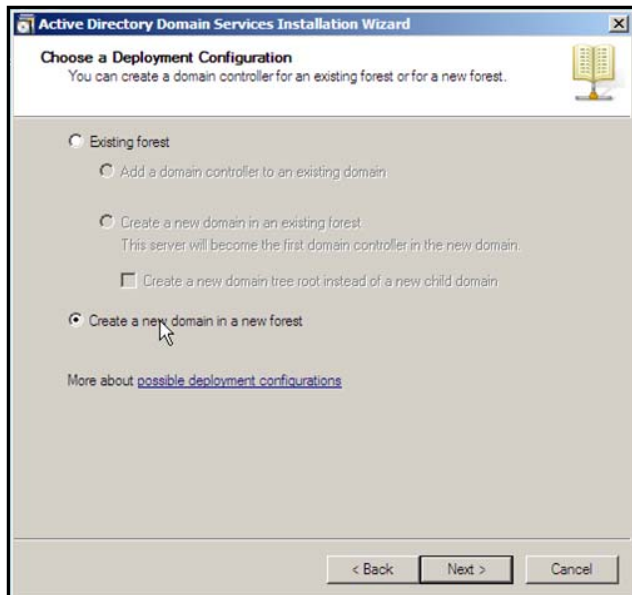 Active Directory Domain Services Installation Wizard
Choose a Deployment Configuration
You can create a domain controller for an existing forest or for a new forest.
Existing forest
Add a domain controller to an existing domain
Create a new domain in an existing forest
This server will become the first domain controller in the new domain.
Create a new domain tree root instead of a new child domain
Create a new domain in a new forest
More about possible deployment configurations
< Back Next > Cancel